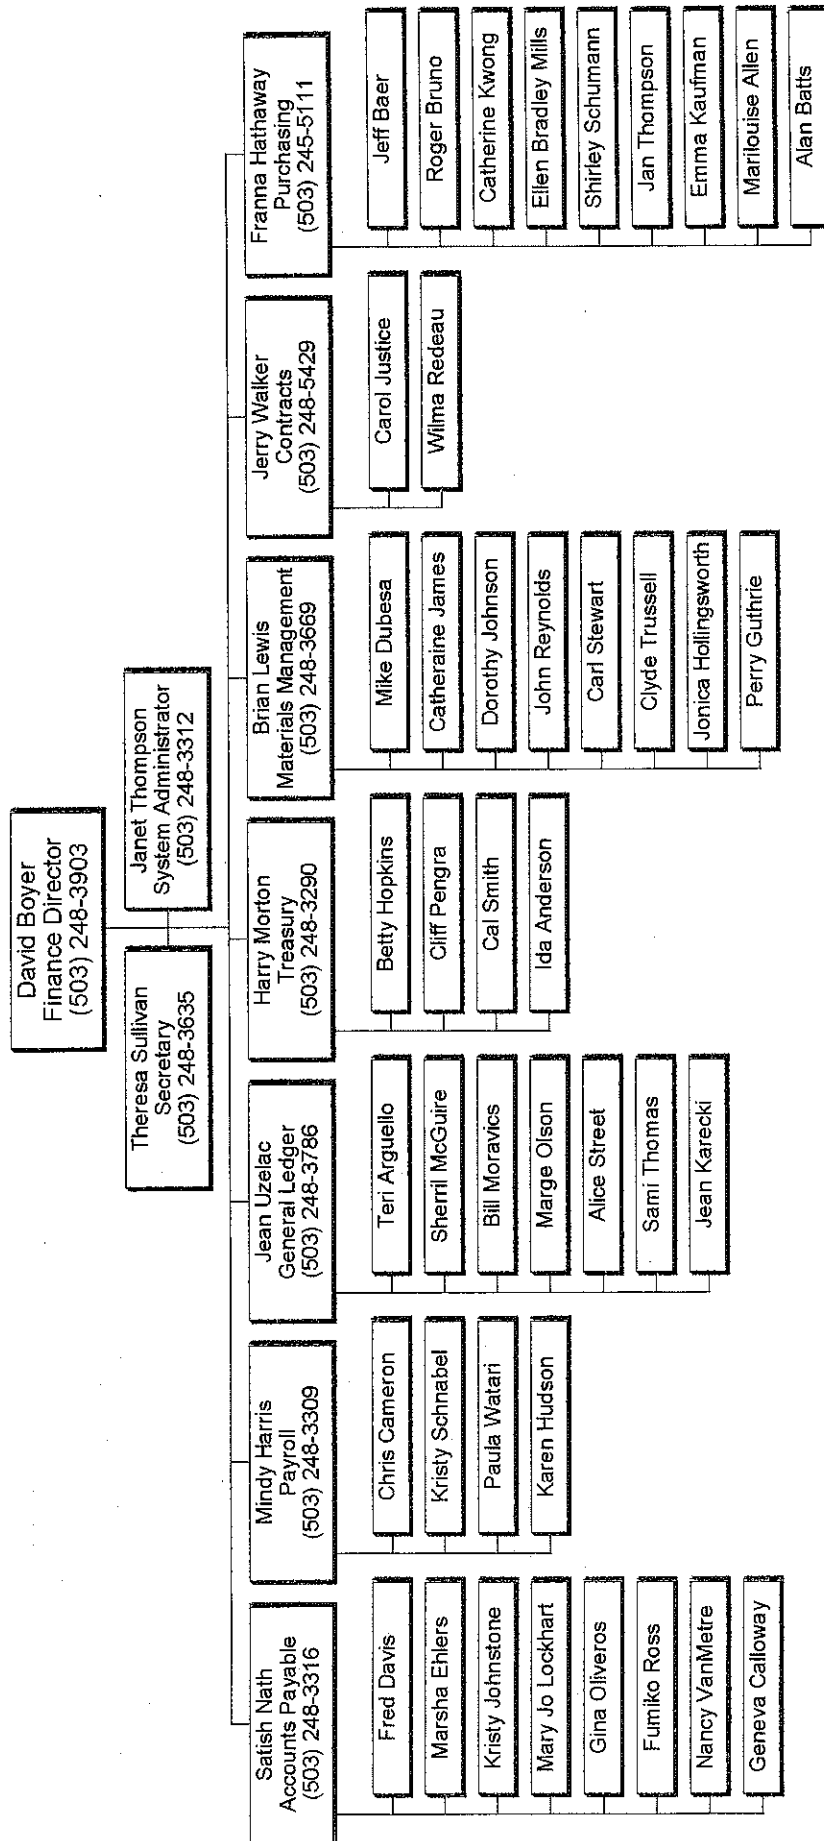 David Boyer
Finance Director
(503) 248-3903
Theresa Sullivan
Secretary
(503) 248-3635
Janet Thompson
System Administrator
(503) 248-3312
Satish Nath
Accounts Payable
(503) 248-3316
Fred Davis
Marsha Ehlers
Kristy Johnstone
Mary Jo Lockhart
Gina Oliveros
Fumiko Ross
Nancy VanMetre
Geneva Calloway
Mindy Harris
Payroll
(503) 248-3309
Chris Cameron
Kristy Schnabel
Paula Watari
Karen Hudson
Jean Uzelac
General Ledger
(503) 248-3786
Teri Arguello
Sherril McGuire
Bill Moravics
Marge Olson
Alice Street
Sami Thomas
Jean Karecki
Harry Morton
Treasury
(503) 248-3290
Betty Hopkins
Cliff Pengra
Cal Smith
Ida Anderson
Brian Lewis
Materials Management
(503) 248-3669
Mike Dubesa
Catheraine James
Dorothy Johnson
John Reynolds
Carl Stewart
Clyde Trussell
Jonica Hollingsworth
Perry Guthrie
Jerry Walker
Contracts
(503) 248-5429
Carol Justice
Wilma Redeau
Franna Hathaway
Purchasing
(503) 245-5111
Jeff Baer
Roger Bruno
Catherine Kwong
Ellen Bradley Mills
Shirley Schumann
Jan Thompson
Emma Kaufman
Marilouise Allen
Alan Batts